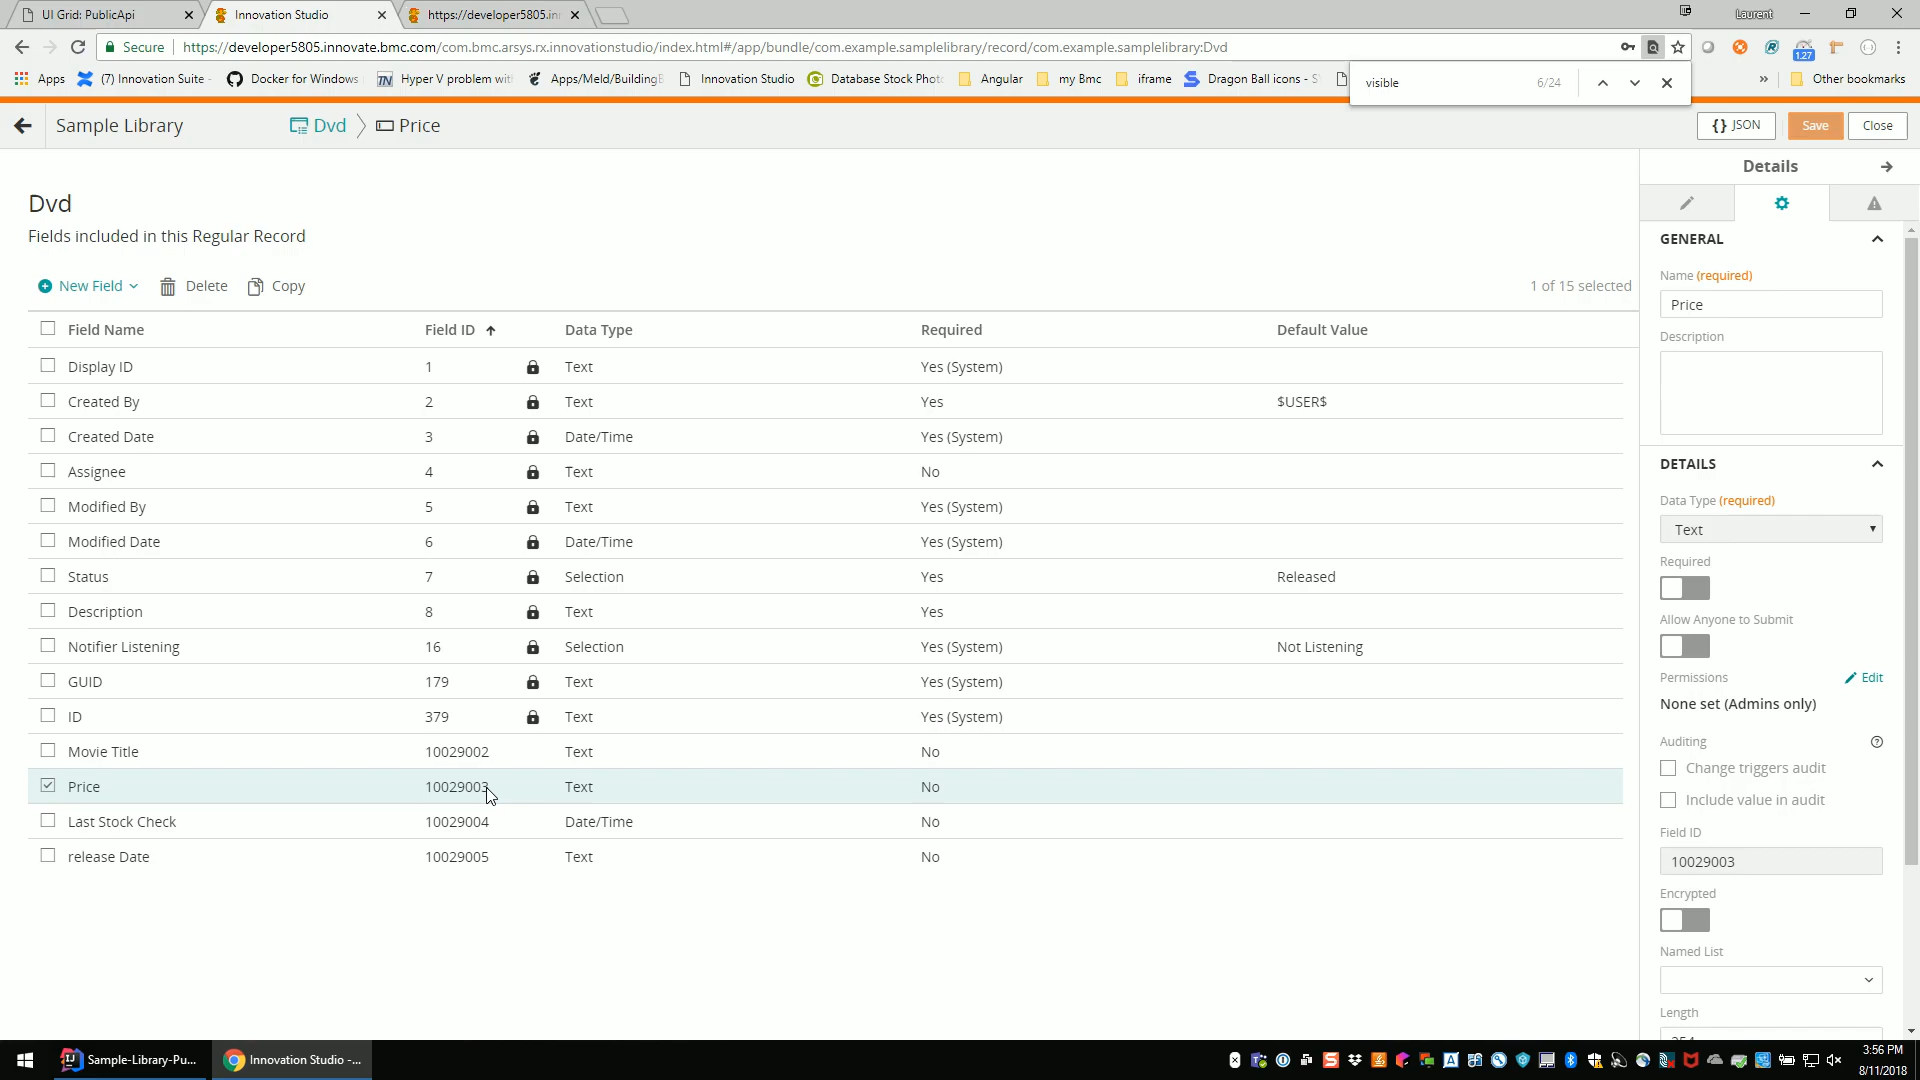 UI Grid: PublicApi
Innovation Studio
https://developer5805.in
Laurent
Secure
https://developer5805.innovate.bmc.com/com.bmc.arsys.rx.innovationstudio/index.html#/app/bundle/com.example.samplelibrary/record/com.example.samplelibrary:Dvd
1.27
Apps
(7) Innovation Suite -
Docker for Windows
Hyper V problem wit
Apps/Meld/Building
Innovation Studio
Database Stock Phot
Angular
my Bmc
iframe
Dragon Ball icons - S
»
Other bookmarks
visible
6/24
Sample Library
Dvd
Price
{} JSON
Save
Close
Details
Dvd
Fields included in this Regular Record
New Field
Delete
Copy
1 of 15 selected
Field Name Field ID Data Type Required Default Value
Display ID 1 Text Yes (System)
Created By 2 Text Yes $USER$
Created Date 3 Date/Time Yes (System)
Assignee 4 Text No
Modified By 5 Text Yes (System)
Modified Date 6 Date/Time Yes (System)
Status 7 Selection Yes Released
Description 8 Text Yes
Notifier Listening 16 Selection Yes (System) Not Listening
GUID 179 Text Yes (System)
ID 379 Text Yes (System)
Movie Title 10029002 Text No
Price 10029003 Text No
Last Stock Check 10029004 Date/Time No
release Date 10029005 Text No
GENERAL
Name (required)
Price
Description
DETAILS
Data Type (required)
Text
Required
Allow Anyone to Submit
Permissions
Edit
None set (Admins only)
Auditing
Change triggers audit
Include value in audit
Field ID
10029003
Encrypted
Named List
Length
Sample-Library-Pu...
Innovation Studio -...
3:56 PM
8/11/2018